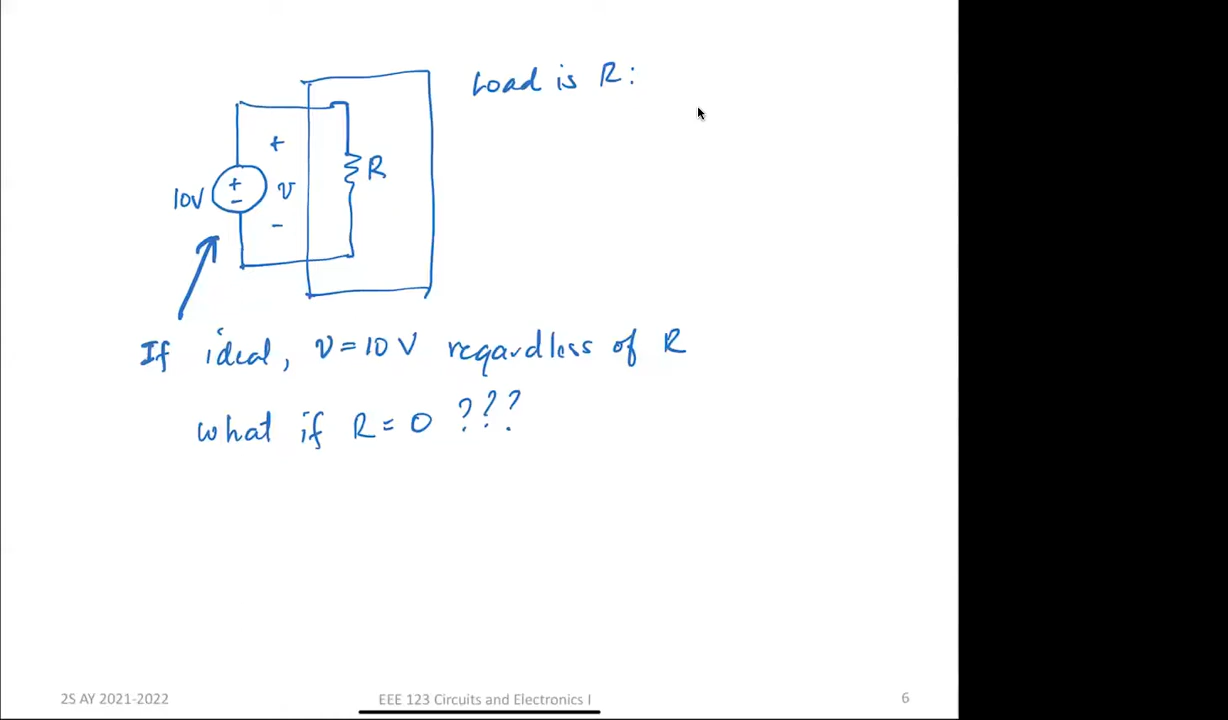 Load is R:
+
10V
+
-
v
R
-
If ideal, v=10V regardless of R
what if R=0 ???
2S AY 2021-2022
EEE 123 Circuits and Electronics I
6